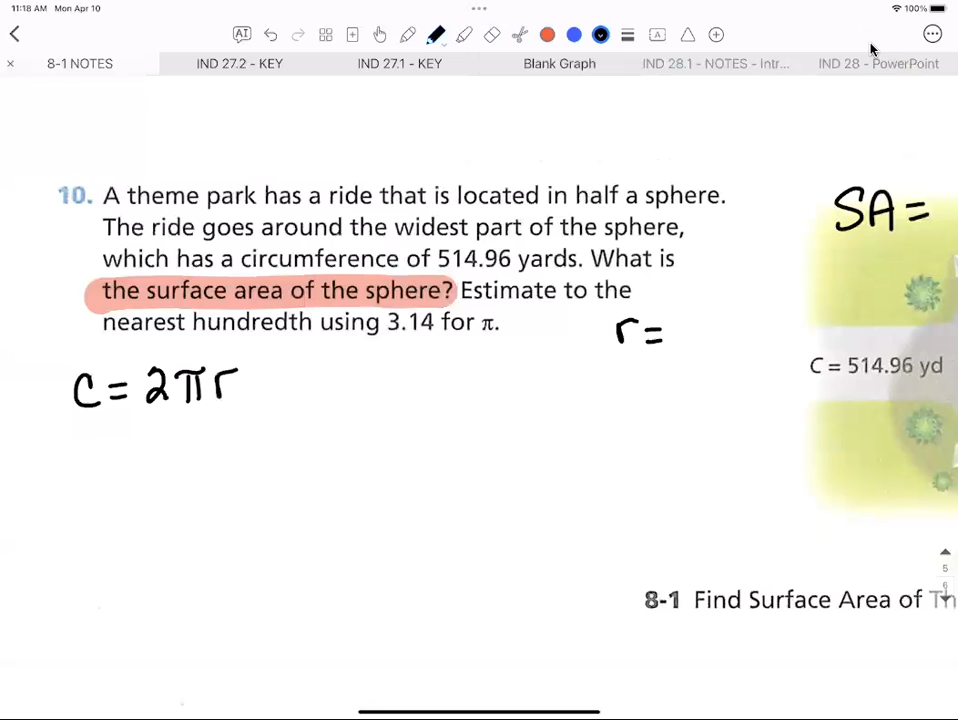 11:18 AM Mon Apr 10
100%
AI
A
8-1 NOTES
IND 27.2 - KEY
IND 27.1 - KEY
Blank Graph
IND 28.1 - NOTES - Intr...
IND 28 - PowerPoint
10. A theme park has a ride that is located in half a sphere.
The ride goes around the widest part of the sphere,
which has a circumference of 514.96 yards. What is
the surface area of the sphere? Estimate to the
nearest hundredth using 3.14 for π.
SA =
r =
C = 2πr
C = 514.96 yd
5
6
8-1 Find Surface Area of Th